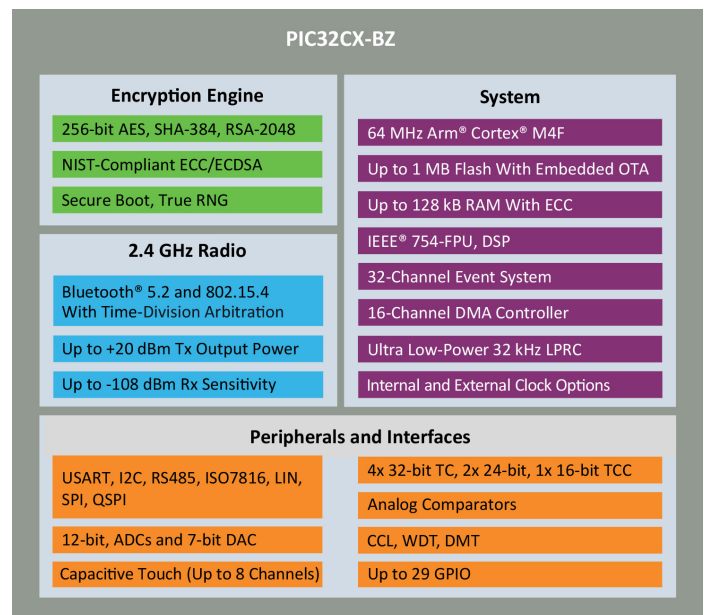 PIC32CX-BZ
Encryption Engine
256-bit AES, SHA-384, RSA-2048
NIST-Compliant ECC/ECDSA
Secure Boot, True RNG
2.4 GHz Radio
Bluetooth® 5.2 and 802.15.4
With Time-Division Arbitration
Up to +20 dBm Tx Output Power
Up to -108 dBm Rx Sensitivity
System
64 MHz Arm® Cortex® M4F
Up to 1 MB Flash With Embedded OTA
Up to 128 kB RAM With ECC
IEEE® 754-FPU, DSP
32-Channel Event System
16-Channel DMA Controller
Ultra Low-Power 32 kHz LPRC
Internal and External Clock Options
Peripherals and Interfaces
USART, I2C, RS485, ISO7816, LIN,
SPI, QSPI
12-bit, ADCs and 7-bit DAC
Capacitive Touch (Up to 8 Channels)
4x 32-bit TC, 2x 24-bit, 1x 16-bit TCC
Analog Comparators
CCL, WDT, DMT
Up to 29 GPIO